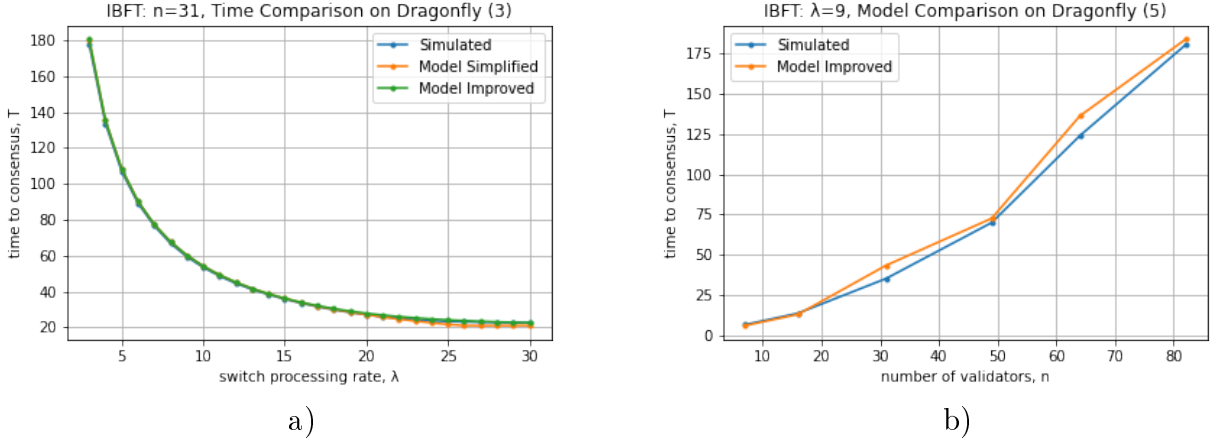 IBFT: n=31, Time Comparison on Dragonfly (3)
time to consensus, T
180
160
140
120
100
80
60
40
20
Simulated
Model Simplified
Model Improved
5
10
15
20
25
30
switch processing rate, λ
a)
IBFT: λ=9, Model Comparison on Dragonfly (5)
time to consensus, T
175
150
125
100
75
50
25
0
Simulated
Model Improved
10
20
30
40
50
60
70
80
number of validators, n
b)